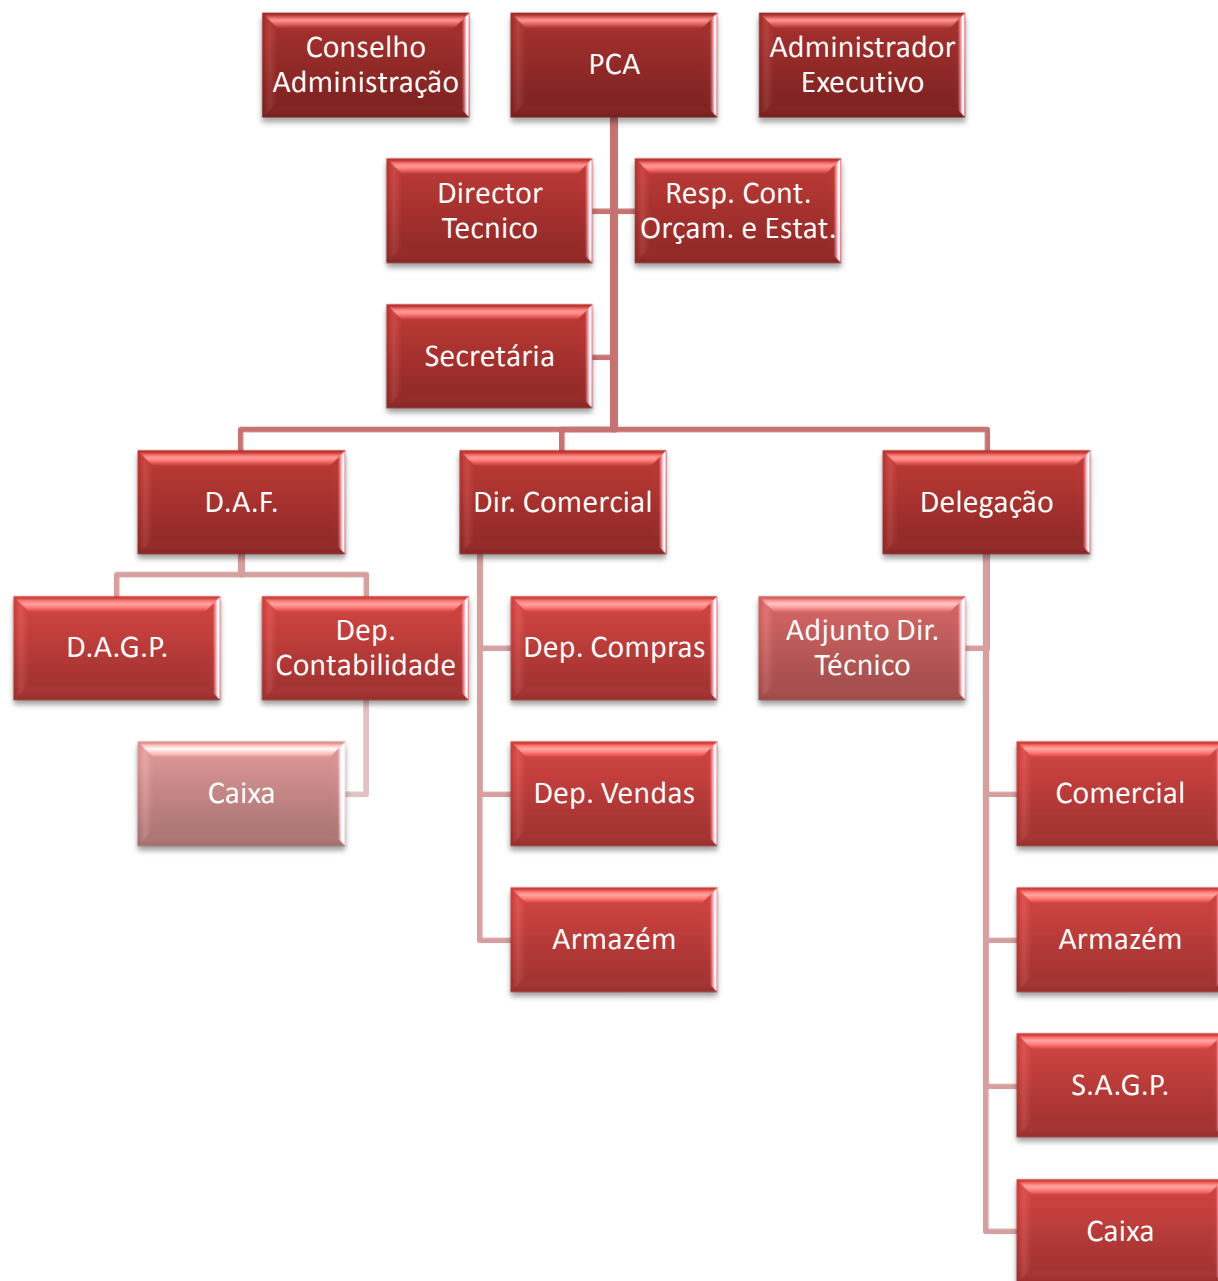 Conselho
Administração
PCA
Administrador
Executivo
Director
Tecnico
Resp. Cont.
Orçam. e Estat.
Secretária
D.A.F.
Dir. Comercial
Delegação
D.A.G.P.
Dep.
Contabilidade
Dep. Compras
Adjunto Dir.
Técnico
Caixa
Dep. Vendas
Comercial
Armazém
Armazém
S.A.G.P.
Caixa